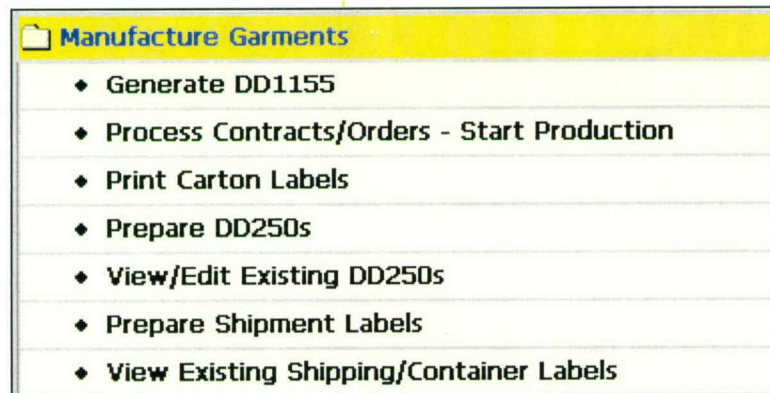 Manufacture Garments
♦ Generate DD1155
♦ Process Contracts/Orders - Start Production
♦ Print Carton Labels
♦ Prepare DD250s
♦ View/Edit Existing DD250s
♦ Prepare Shipment Labels
♦ View Existing Shipping/Container Labels